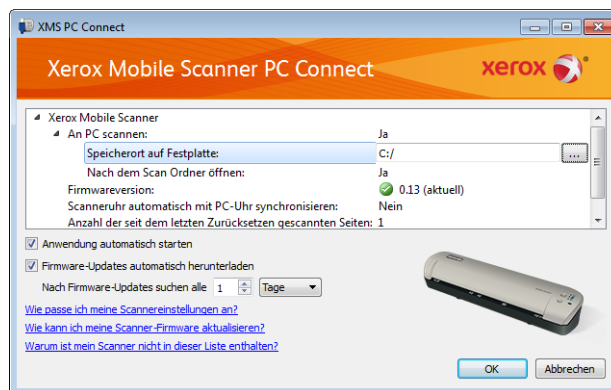 XMS PC Connect
Xerox Mobile Scanner PC Connect
xerox
Xerox Mobile Scanner
An PC scannen: Ja
Speicherort auf Festplatte: C:/ ...
Nach dem Scan Ordner öffnen: Ja
Firmwareversion: 0.13 (aktuell)
Scanneruhr automatisch mit PC-Uhr synchronisieren: Nein
Anzahl der seit dem letzten Zurücksetzen gescannten Seiten: 1
Anwendung automatisch starten
Firmware-Updates automatisch herunterladen
Nach Firmware-Updates suchen alle 1 Tage
Wie passe ich meine Scannereinstellungen an?
Wie kann ich meine Scanner-Firmware aktualisieren?
Warum ist mein Scanner nicht in dieser Liste enthalten?
OK Abbrechen